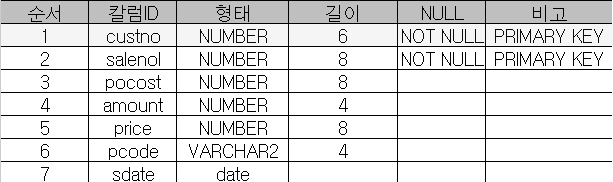 순서 칼럼ID 형태 길이 NULL 비고
1 custno NUMBER 6 NOT NULL PRIMARY KEY
2 salenol NUMBER 8 NOT NULL PRIMARY KEY
3 pocost NUMBER 8
4 amount NUMBER 4
5 price NUMBER 8
6 pcode VARCHAR2 4
7 sdate date